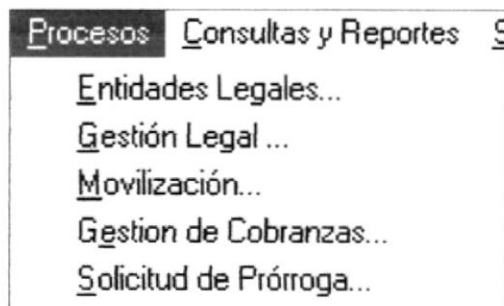 Procesos Consultas y Reportes S
Entidades Legales...
Gestión Legal ...
Movilización...
Gestion de Cobranzas...
Solicitud de Prórroga...